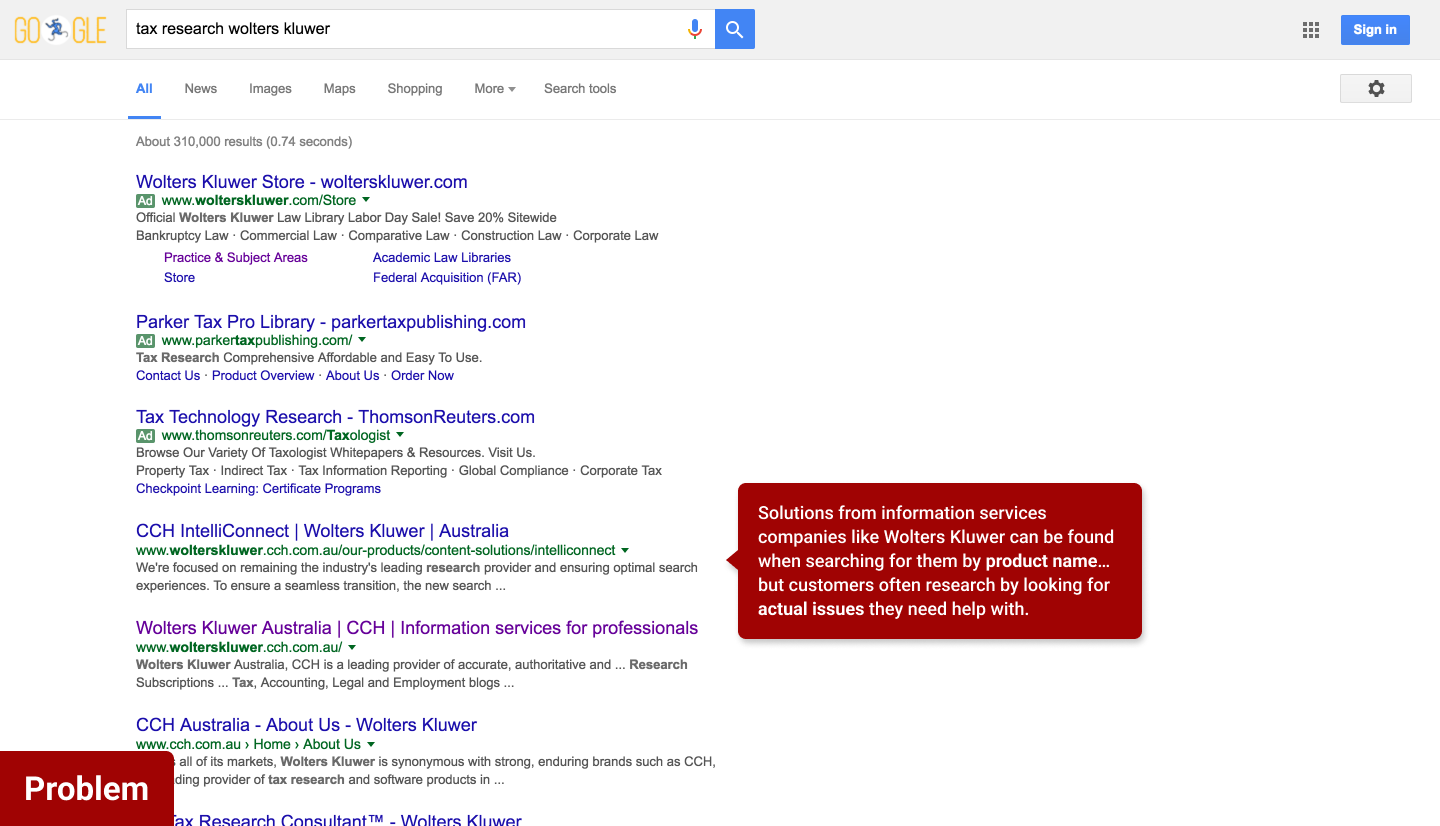 GO GLE
tax research wolters kluwer
Sign in
All News Images Maps Shopping More Search tools
About 310,000 results (0.74 seconds)
Wolters Kluwer Store - wolterskluwer.com
Ad www.wolterskluwer.com/Store
Official Wolters Kluwer Law Library Labor Day Sale! Save 20% Sitewide
Bankruptcy Law · Commercial Law · Comparative Law · Construction Law · Corporate Law
Practice & Subject Areas Academic Law Libraries
Store Federal Acquisition (FAR)
Parker Tax Pro Library - parkertaxpublishing.com
Ad www.parkertaxpublishing.com/
Tax Research Comprehensive Affordable and Easy To Use.
Contact Us · Product Overview · About Us · Order Now
Tax Technology Research - ThomsonReuters.com
Ad www.thomsonreuters.com/Taxologist
Browse Our Variety Of Taxologist Whitepapers & Resources. Visit Us.
Property Tax · Indirect Tax · Tax Information Reporting · Global Compliance · Corporate Tax
Checkpoint Learning: Certificate Programs
CCH IntelliConnect | Wolters Kluwer | Australia
www.wolterskluwer.cch.com.au/our-products/content-solutions/intelliconnect
We're focused on remaining the industry's leading research provider and ensuring optimal search
experiences. To ensure a seamless transition, the new search ...
Solutions from information services
companies like Wolters Kluwer can be found
when searching for them by product name...
but customers often research by looking for
actual issues they need help with.
Wolters Kluwer Australia | CCH | Information services for professionals
www.wolterskluwer.cch.com.au/
Wolters Kluwer Australia, CCH is a leading provider of accurate, authoritative and ... Research
Subscriptions ... Tax, Accounting, Legal and Employment blogs ...
CCH Australia - About Us - Wolters Kluwer
www.cch.com.au › Home › About Us
all of its markets, Wolters Kluwer is synonymous with strong, enduring brands such as CCH,
provider of tax research and software products in ...
Tax Research Consultant™ - Wolters Kluwer
Problem